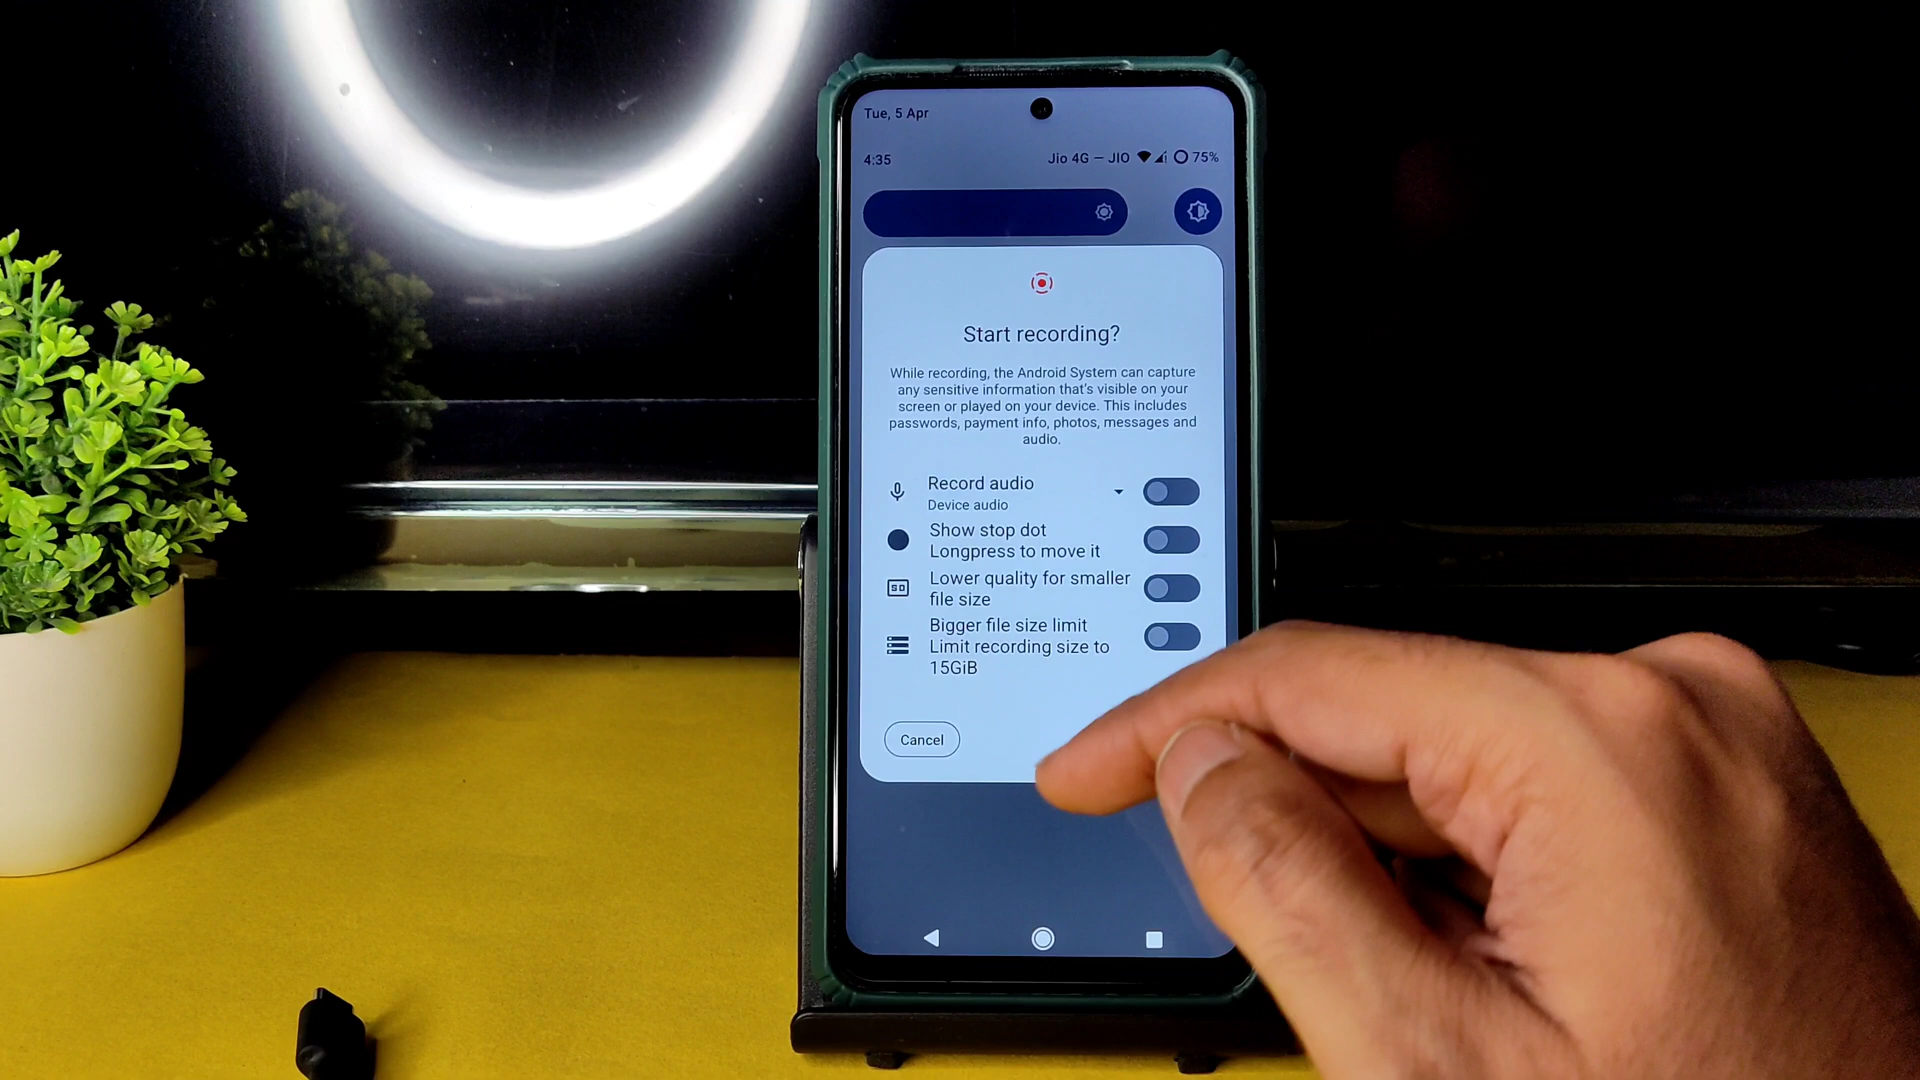 Tue, 5 Apr
4:35
Jio 4G — JIO 75%
Start recording?
While recording, the Android System can capture
any sensitive information that's visible on your
screen or played on your device. This includes
passwords, payment info, photos, messages and
audio.
Record audio
Device audio
Show stop dot
Longpress to move it
SD
Lower quality for smaller
file size
Bigger file size limit
Limit recording size to
15GiB
Cancel